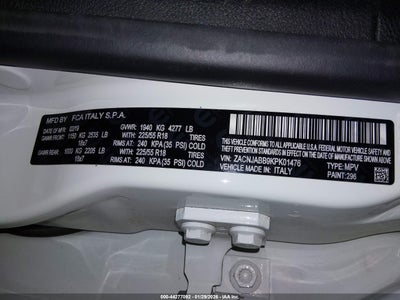 MFD BY FCA ITALY S.P.A.
DATE OF MFR 02/19 GVWR: 1940 KG 4277 LB
GAWR FRONT: 1150 KG 2535 LB WITH: 225/55 R18 TIRES
18x7 RIMS AT: 240 KPA(35 PSI) COLD
GAWR REAR: 1000 KG 2205 LB WITH: 225/55 R18 TIRES
18x7 RIMS AT: 240 KPA(35 PSI) COLD
THIS VEHICLE CONFORMS TO ALL APPLICABLE U.S.A. FEDERAL MOTOR VEHICLE
SAFETY, BUMPER AND THEFT PREVENTION STANDARDS IN EFFECT ON THE DATE OF MANUFACTURE SHOWN ABOVE
VIN: ZACNJABB9KPK01476 TYPE: MPV
VEHICLE MADE IN: ITALY PAINT: 296
000-44277092 - 01/29/2026 - IAA, Inc